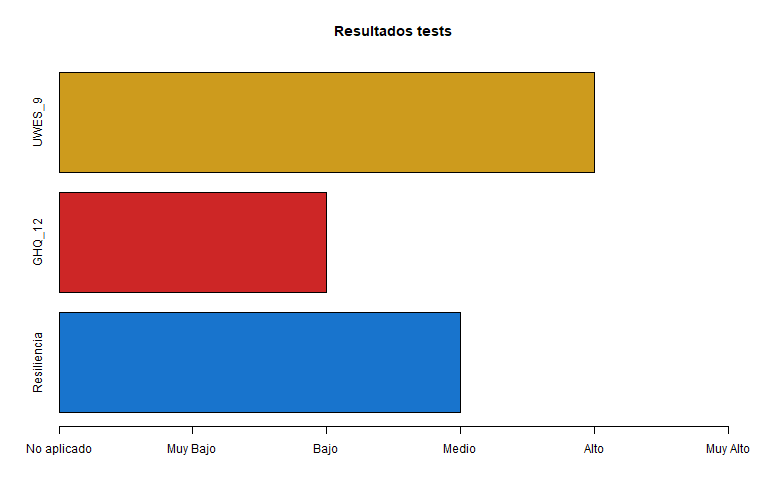 Resultados tests
UWES_9
GHQ_12
Resiliencia
No aplicado
Muy Bajo
Bajo
Medio
Alto
Muy Alto